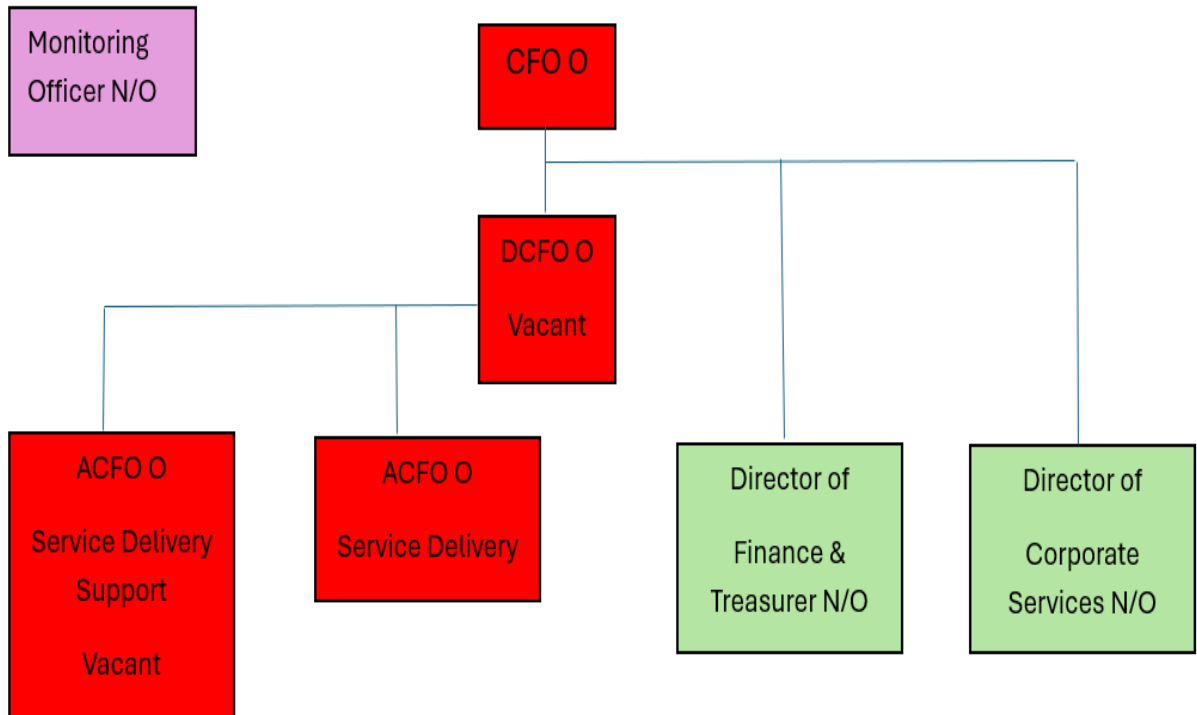 Monitoring
Officer N/O
CFO O
DCFO O
Vacant
ACFO O
Service Delivery
Support
Vacant
ACFO O
Service Delivery
Director of
Finance &
Treasurer N/O
Director of
Corporate
Services N/O